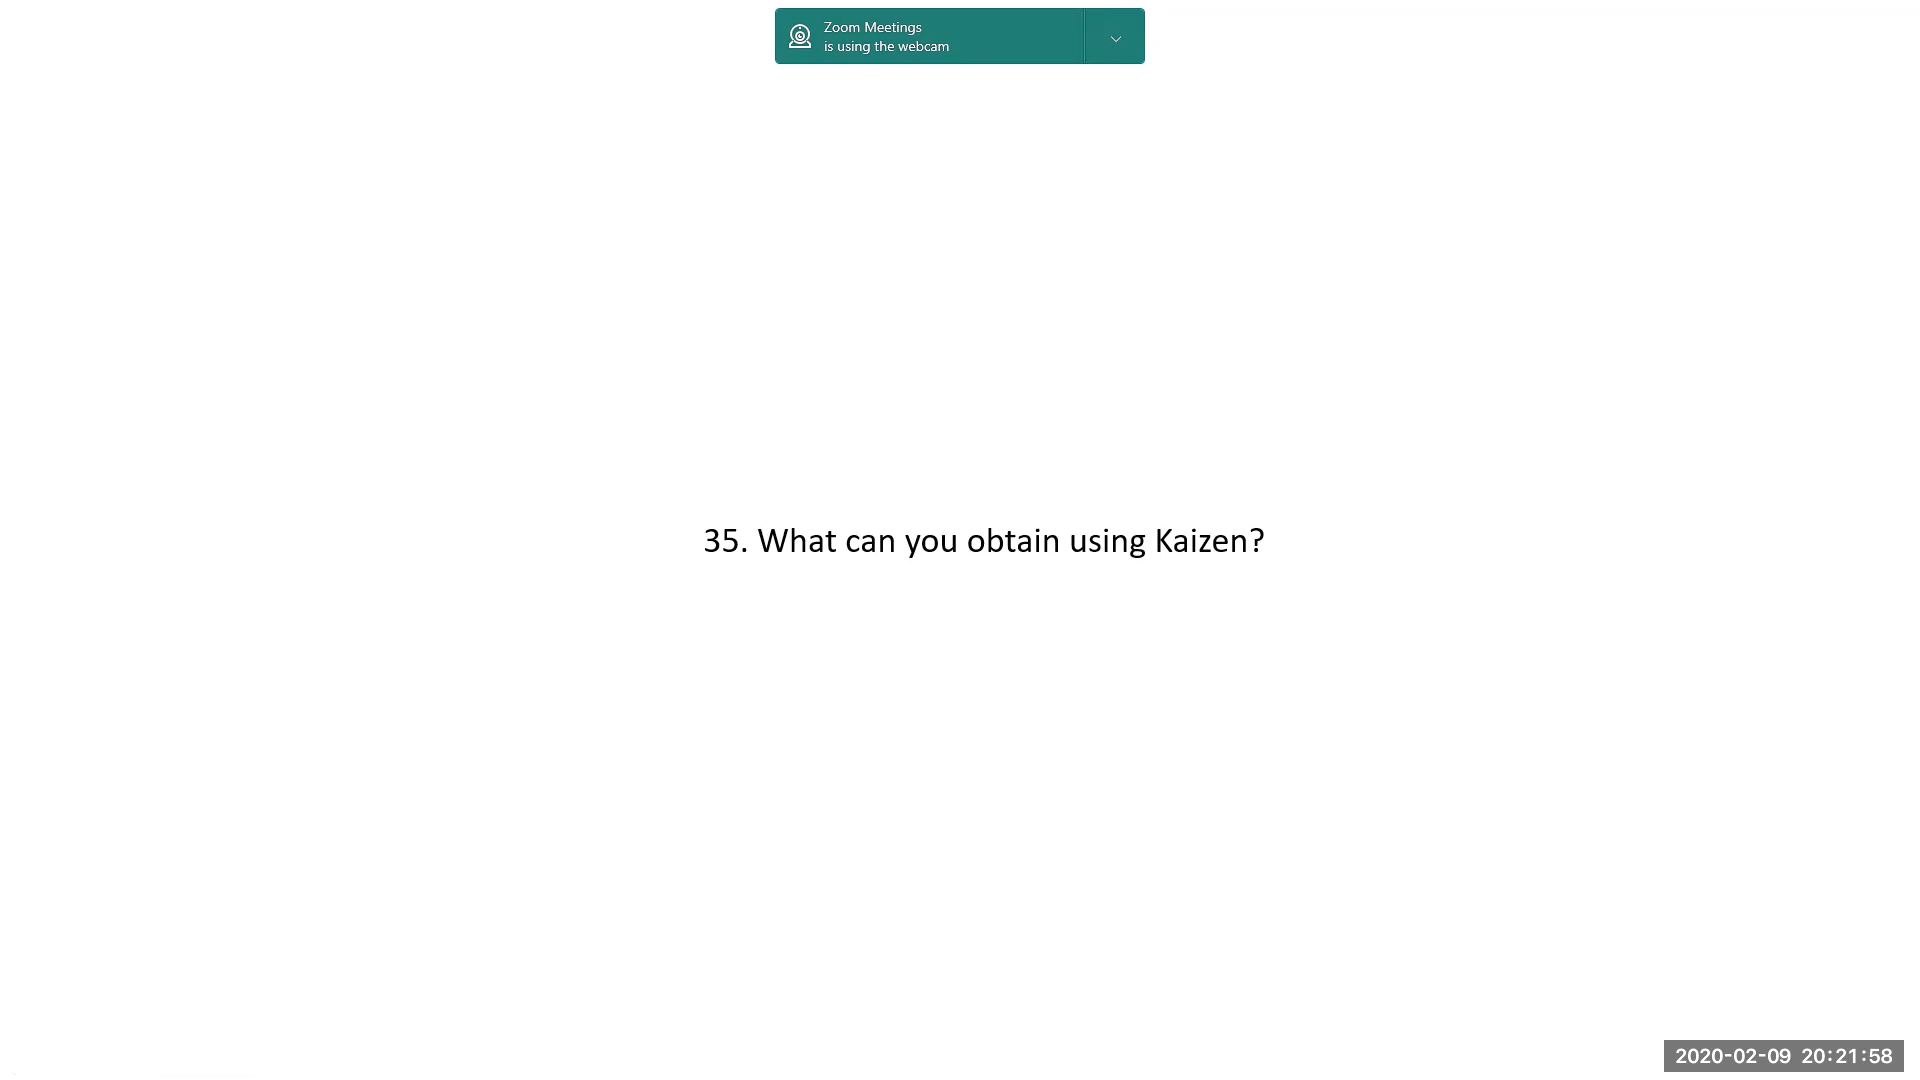 Zoom Meetings
is using the webcam
35. What can you obtain using Kaizen?
2020-02-09 20:21:58